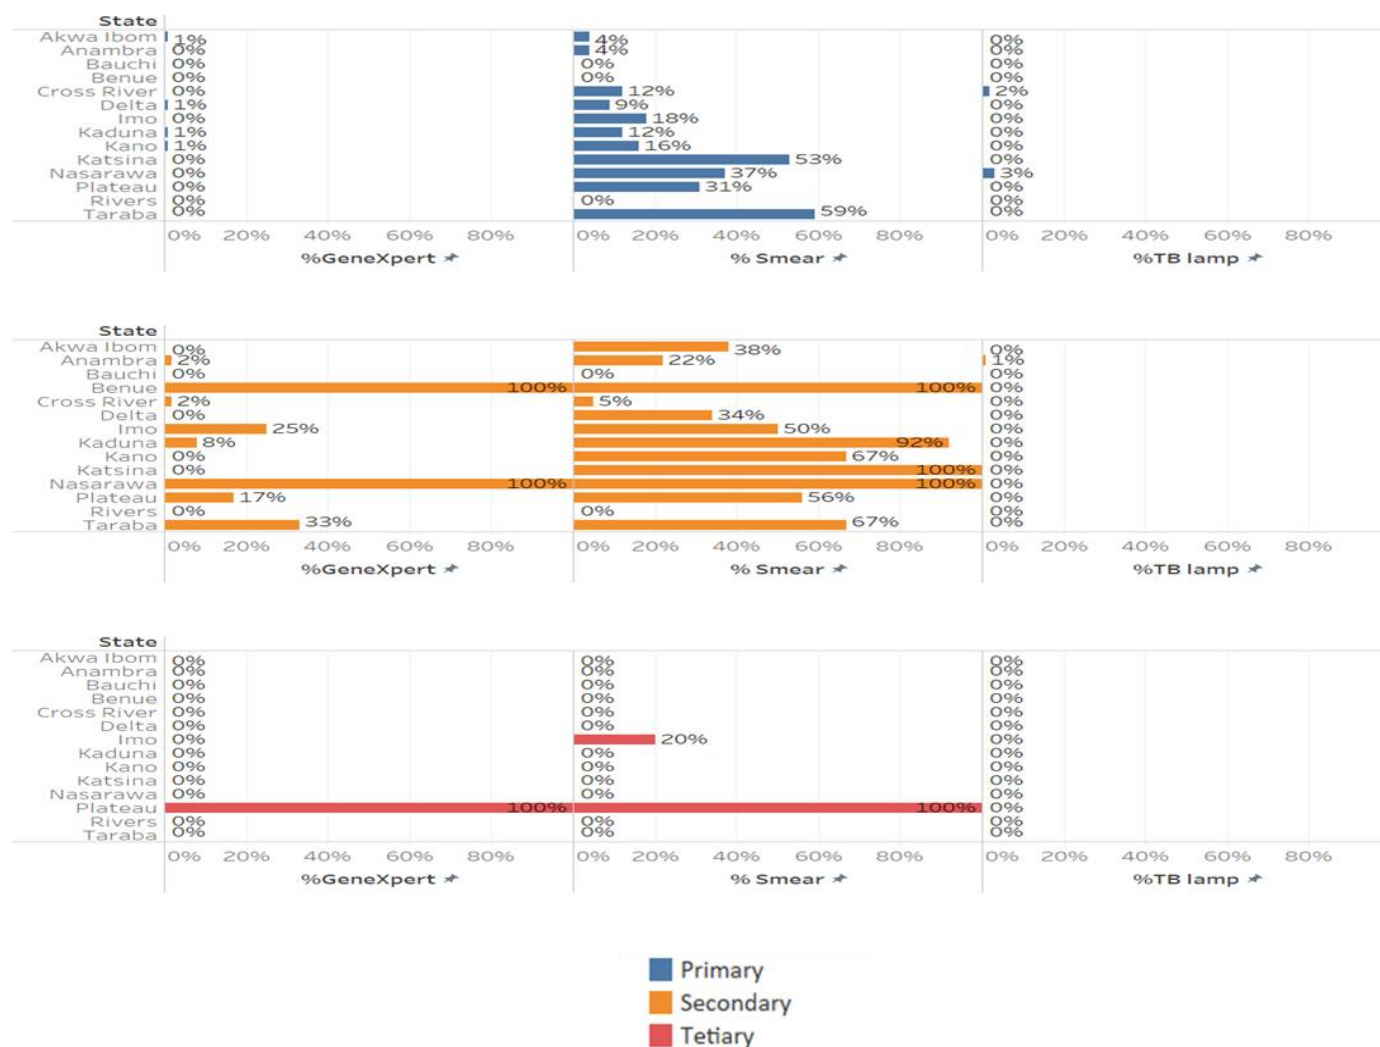 State
Akwa Ibom 1% 4% 0%
Anambra 0% 4% 0%
Bauchi 0% 0% 0%
Benue 0% 0% 0%
Cross River 0% 12% 2%
Delta 1% 9% 0%
Imo 0% 18% 0%
Kaduna 1% 12% 0%
Kano 1% 16% 0%
Katsina 0% 53% 0%
Nasarawa 0% 37% 3%
Plateau 0% 31% 0%
Rivers 0% 0% 0%
Taraba 0% 59% 0%
0% 20% 40% 60% 80% 0% 20% 40% 60% 80% 0% 20% 40% 60% 80%
%GeneXpert % Smear %TB lamp
State
Akwa Ibom 0% 38% 0%
Anambra 2% 22% 1%
Bauchi 0% 0% 0%
Benue 100% 100% 0%
Cross River 2% 5% 0%
Delta 0% 34% 0%
Imo 25% 50% 0%
Kaduna 8% 92% 0%
Kano 0% 67% 0%
Katsina 0% 100% 0%
Nasarawa 100% 100% 0%
Plateau 17% 56% 0%
Rivers 0% 0% 0%
Taraba 33% 67% 0%
0% 20% 40% 60% 80% 0% 20% 40% 60% 80% 0% 20% 40% 60% 80%
%GeneXpert % Smear %TB lamp
State
Akwa Ibom 0% 0% 0%
Anambra 0% 0% 0%
Bauchi 0% 0% 0%
Benue 0% 0% 0%
Cross River 0% 0% 0%
Delta 0% 0% 0%
Imo 0% 20% 0%
Kaduna 0% 0% 0%
Kano 0% 0% 0%
Katsina 0% 0% 0%
Nasarawa 0% 0% 0%
Plateau 100% 100% 0%
Rivers 0% 0% 0%
Taraba 0% 0% 0%
0% 20% 40% 60% 80% 0% 20% 40% 60% 80% 0% 20% 40% 60% 80%
%GeneXpert % Smear %TB lamp
Primary
Secondary
Tetiary